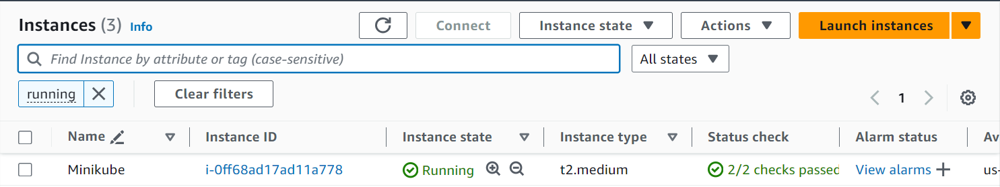 Instances (3) Info Connect Instance state Actions Launch instances
Find Instance by attribute or tag (case-sensitive) All states
running Clear filters 1
Name Instance ID Instance state Instance type Status check Alarm status Av
Minikube i-0ff68ad17ad11a778 Running t2.medium 2/2 checks passed View alarms us-